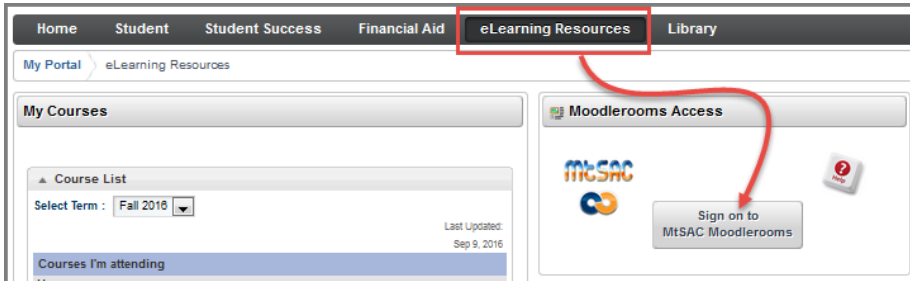 Home Student Student Success Financial Aid eLearning Resources Library
My Portal eLearning Resources
My Courses
Course List
Select Term : Fall 2016
Last Updated:
Sep 9, 2016
Courses I'm attending
Moodlerooms Access
MtSAC
Help
Sign on to
MtSAC Moodlerooms